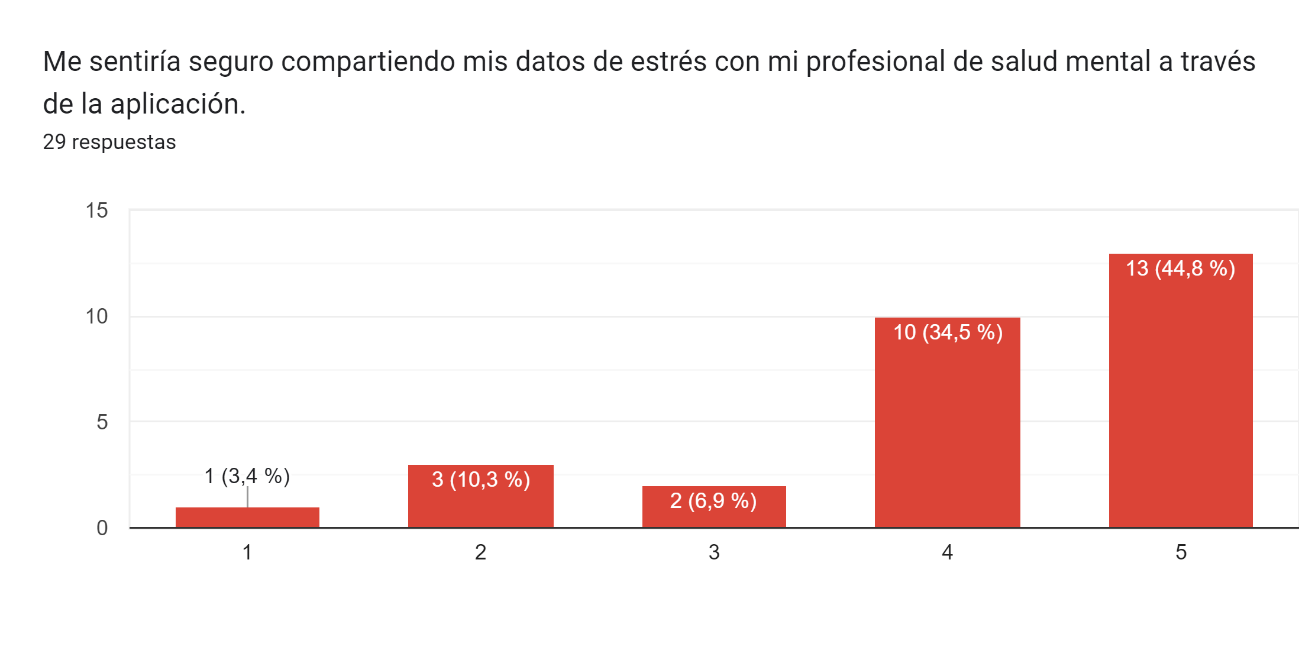 Me sentiría seguro compartiendo mis datos de estrés con mi profesional de salud mental a través
de la aplicación.
29 respuestas
15
10
5
0
1 (3,4 %)
3 (10,3 %)
2 (6,9 %)
10 (34,5 %)
13 (44,8 %)
1
2
3
4
5